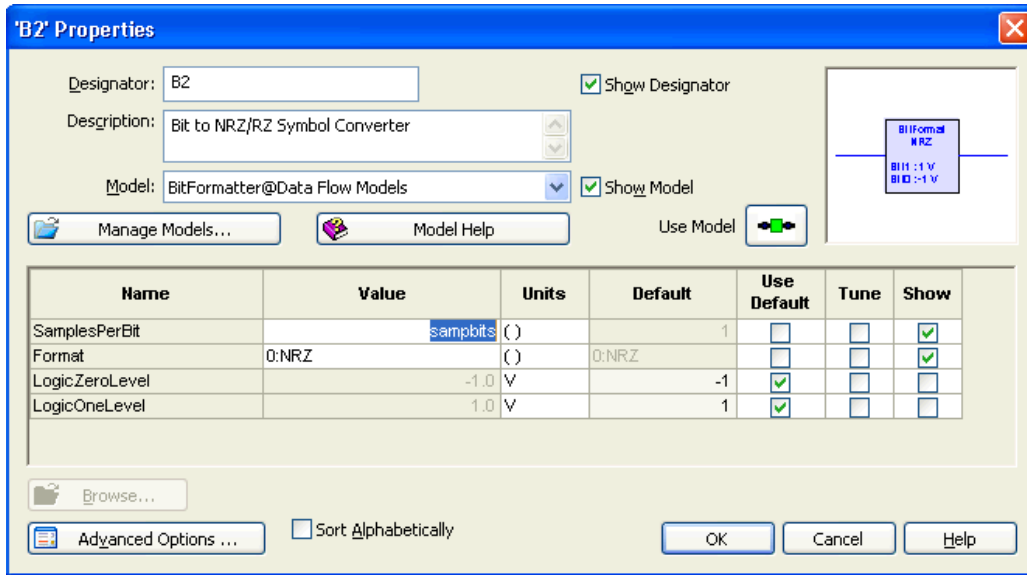 'B2' Properties
Designator: B2
Show Designator
Description: Bit to NRZ/RZ Symbol Converter
Model: BitFormatter@Data Flow Models
Show Model
Manage Models...
Model Help
Use Model
BitFormat
NRZ
Bit1 :1 V
Bit0 :-1 V
Name Value Units Default Use Default Tune Show
SamplesPerBit sampbits ( ) 1
Format 0:NRZ ( ) 0:NRZ
LogicZeroLevel -1.0 V -1
LogicOneLevel 1.0 V 1
Browse...
Advanced Options ...
Sort Alphabetically
OK
Cancel
Help